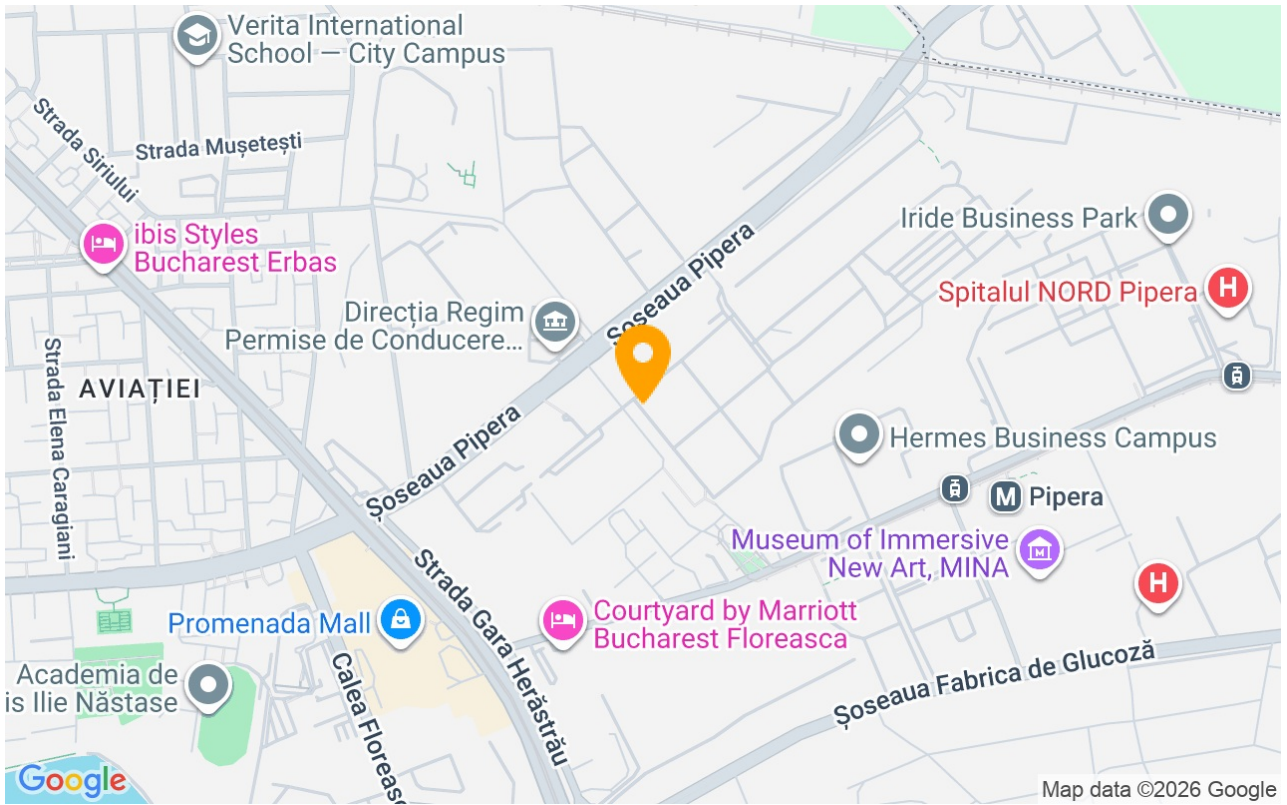 Verita International
School — City Campus
Strada Siriului
Strada Mușetești
ibis Styles
Bucharest Erbas
Iride Business Park
Șoseaua Pipera
Spitalul NORD Pipera
H
Direcția Regim
Permise de Conducere...
AVIAȚIEI
Strada Elena Caragiani
Șoseaua Pipera
Hermes Business Campus
M Pipera
Museum of Immersive
New Art, MINA
M
H
Strada Gara Herăstrău
Promenada Mall
Courtyard by Marriott
Bucharest Floreasca
Șoseaua Fabrica de Glucoză
Academia de
is Ilie Năstase
Calea Floreasc
Google
Map data ©2026 Google